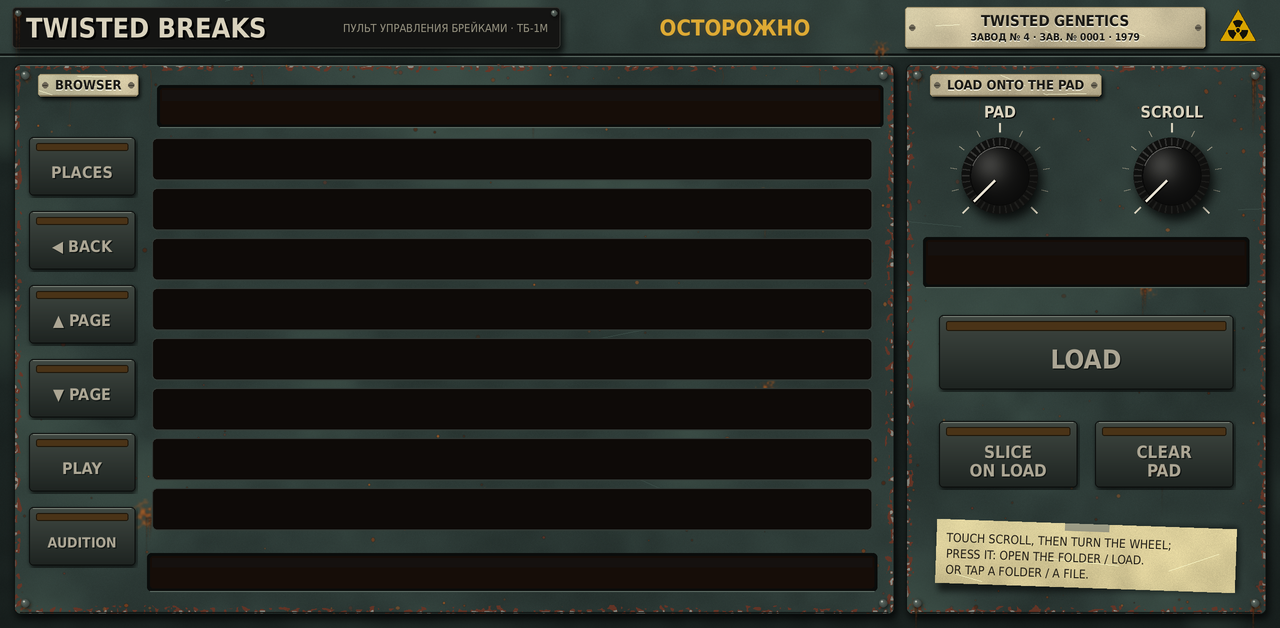 TWISTED BREAKS
ПУЛЬТ УПРАВЛЕНИЯ БРЕЙКАМИ · ТБ-1М
ОСТОРОЖНО
TWISTED GENETICS
ЗАВОД № 4 · ЗАВ. № 0001 · 1979
BROWSER
PLACES
◀ BACK
▲ PAGE
▼ PAGE
PLAY
AUDITION
LOAD ONTO THE PAD
PAD
SCROLL
LOAD
SLICE
ON LOAD
CLEAR
PAD
TOUCH SCROLL, THEN TURN THE WHEEL;
PRESS IT: OPEN THE FOLDER / LOAD.
OR TAP A FOLDER / A FILE.